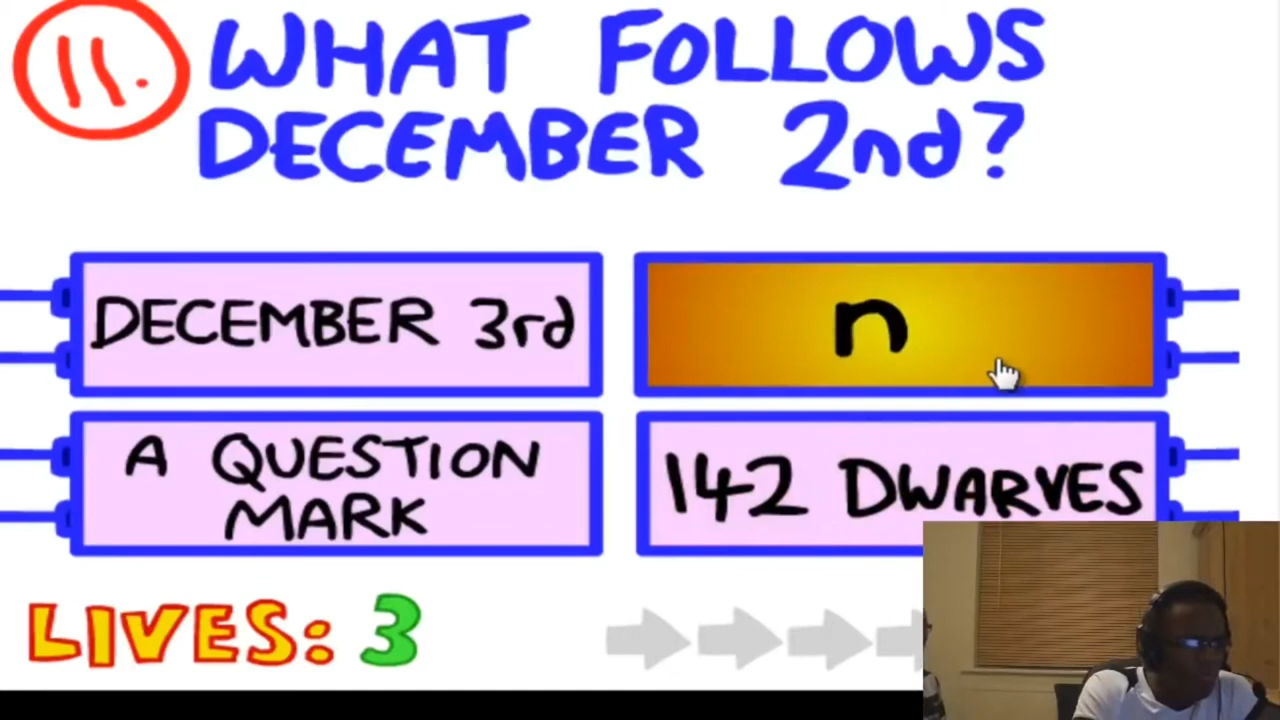 11.
WHAT FOLLOWS
DECEMBER 2nd?
DECEMBER 3rd
n
A QUESTION
MARK
142 DWARVES
LIVES: 3